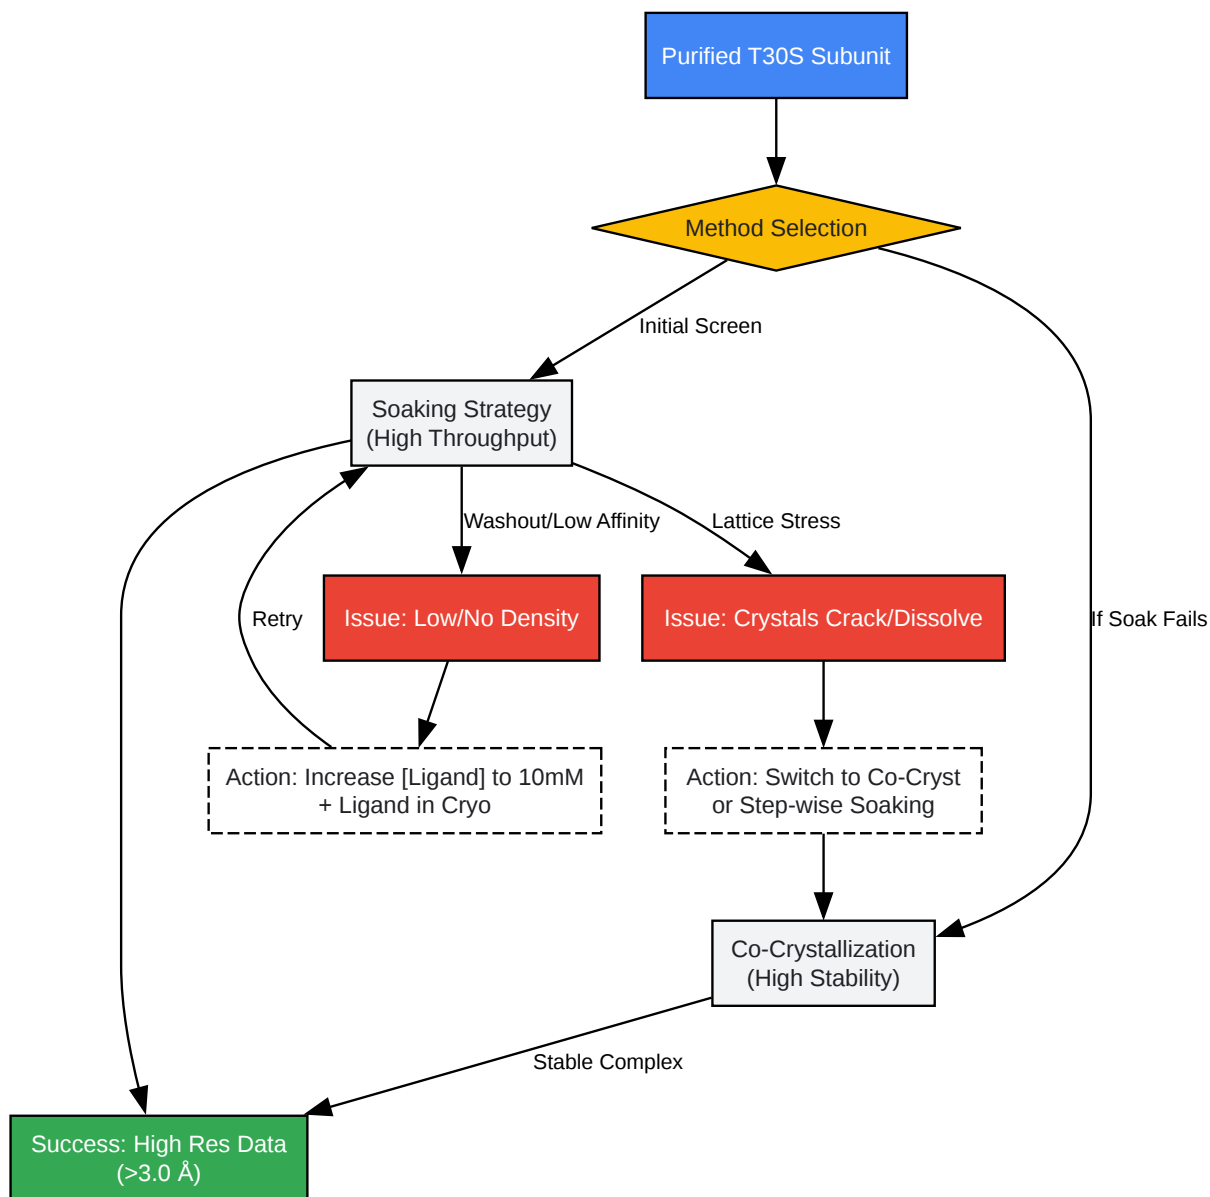 Purified T30S Subunit
Method Selection
Initial Screen
Soaking Strategy
(High Throughput)
Washout/Low Affinity
Lattice Stress
Issue: Low/No Density
Issue: Crystals Crack/Dissolve
Retry
If Soak Fails
Action: Increase [Ligand] to 10mM
+ Ligand in Cryo
Action: Switch to Co-Cryst
or Step-wise Soaking
Co-Crystallization
(High Stability)
Stable Complex
Success: High Res Data
(>3.0 Å)